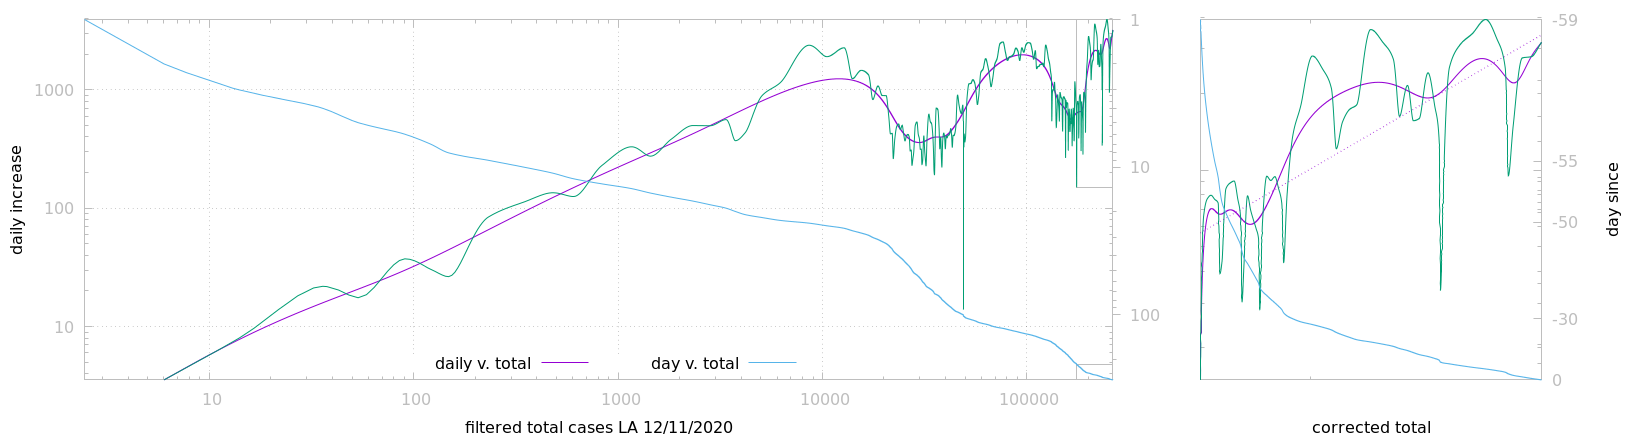 1000
100
10
daily increase
10
100
1000
10000
100000
filtered total cases LA 12/11/2020
daily v. total
day v. total
1
10
100
-59
-55
-50
-30
0
day since
corrected total